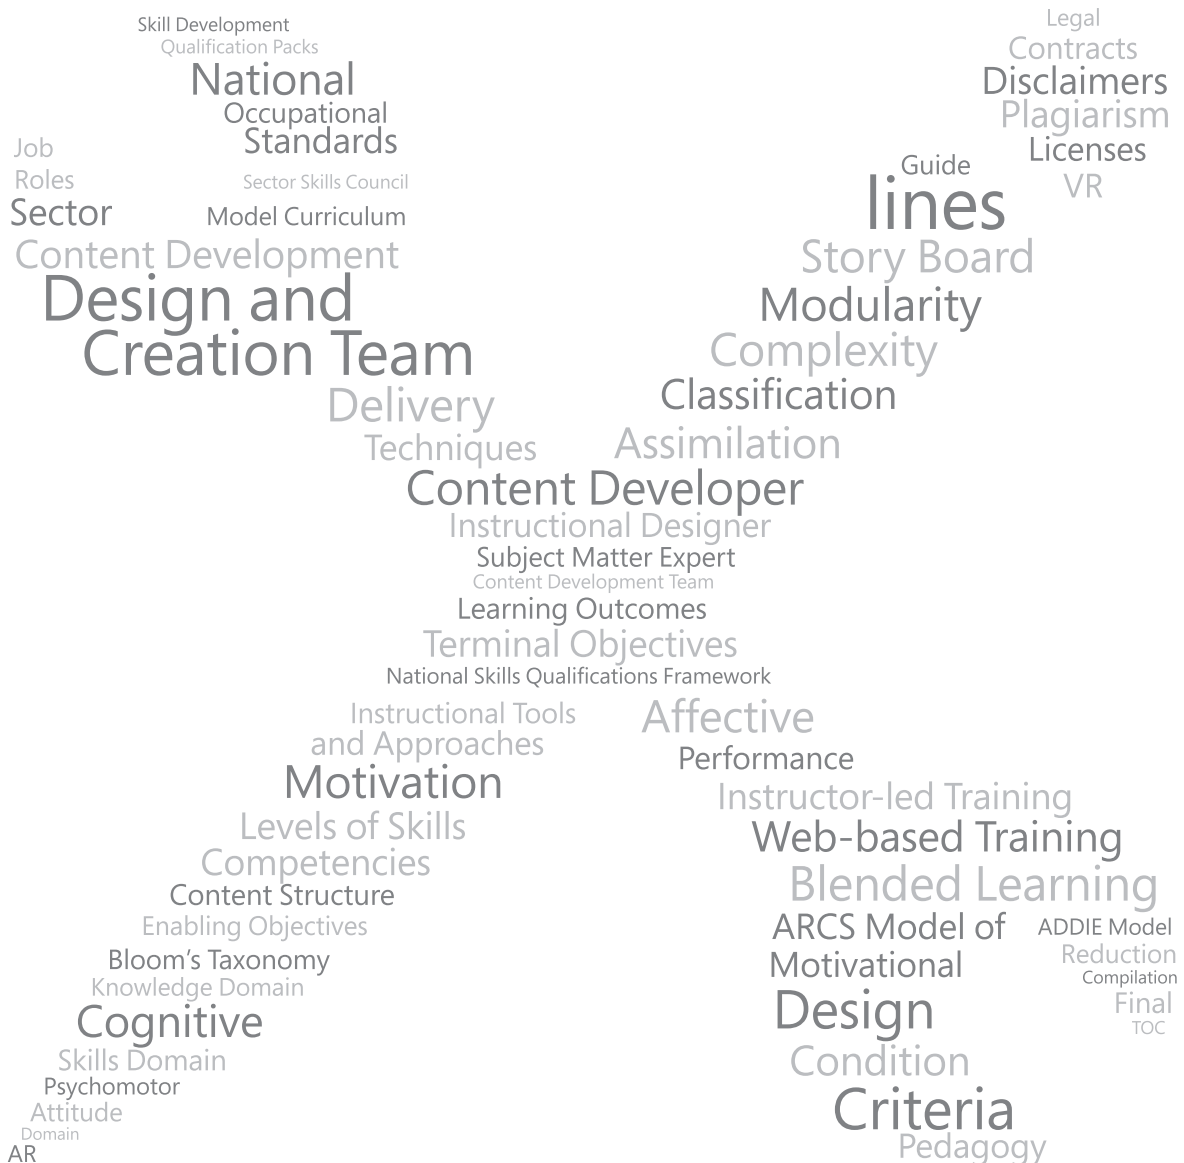 Skill Development
Qualification Packs
National
Occupational
Standards
Job
Roles
Sector Skills Council
Sector
Model Curriculum
Content Development
Design and
Creation Team
Delivery
Techniques
Legal
Contracts
Disclaimers
Plagiarism
Licenses
VR
Guide
lines
Story Board
Modularity
Complexity
Classification
Assimilation
Content Developer
Instructional Designer
Subject Matter Expert
Content Development Team
Learning Outcomes
Terminal Objectives
National Skills Qualifications Framework
Instructional Tools
and Approaches
Motivation
Levels of Skills
Competencies
Content Structure
Enabling Objectives
Bloom’s Taxonomy
Knowledge Domain
Cognitive
Skills Domain
Psychomotor
Attitude
Domain
AR
Affective
Performance
Instructor-led Training
Web-based Training
Blended Learning
ARCS Model of
Motivational
Design
Condition
Criteria
Pedagogy
ADDIE Model
Reduction
Compilation
Final
TOC